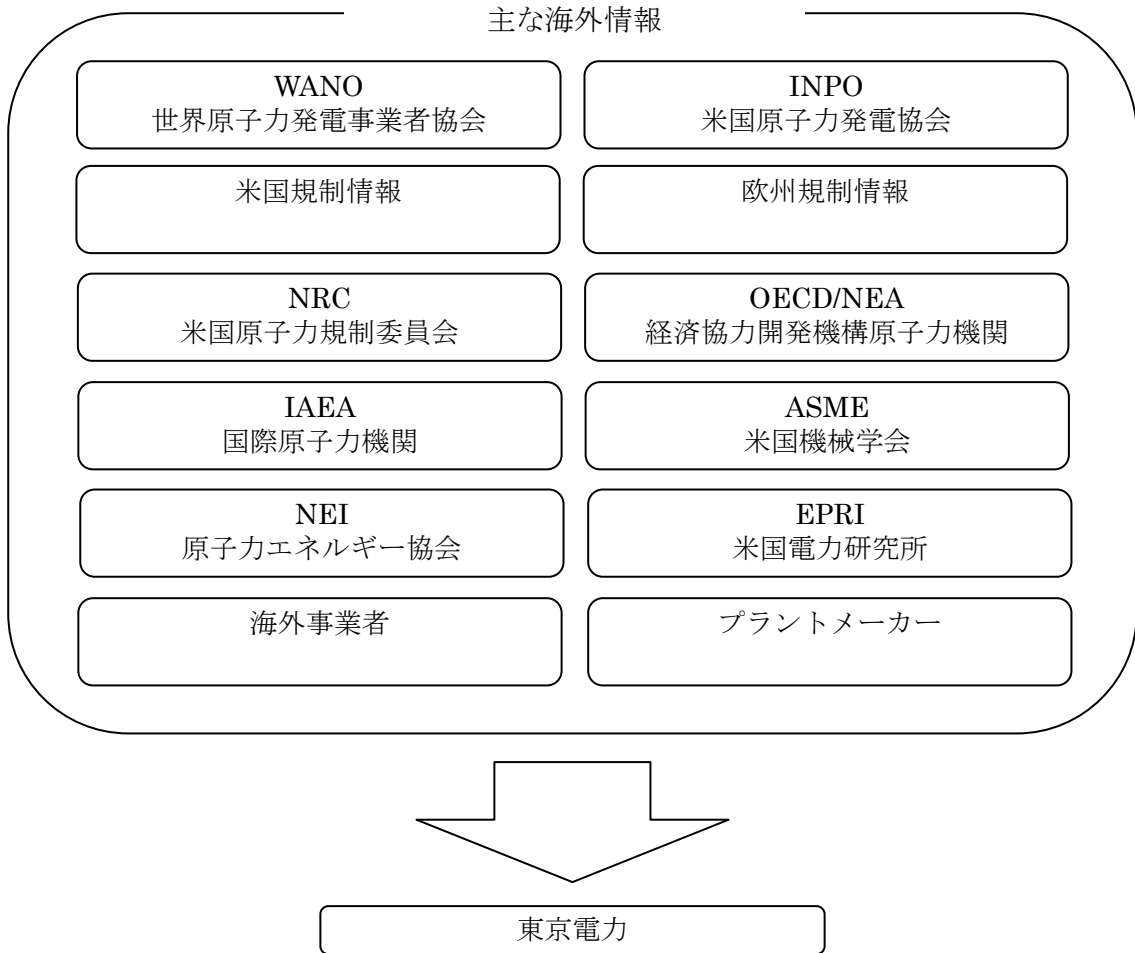 主な海外情報
WANO
世界原子力発電事業者協会
INPO
米国原子力発電協会
米国規制情報
欧州規制情報
NRC
米国原子力規制委員会
OECD/NEA
経済協力開発機構原子力機関
IAEA
国際原子力機関
ASME
米国機械学会
NEI
原子力エネルギー協会
EPRI
米国電力研究所
海外事業者
プラントメーカー
東京電力